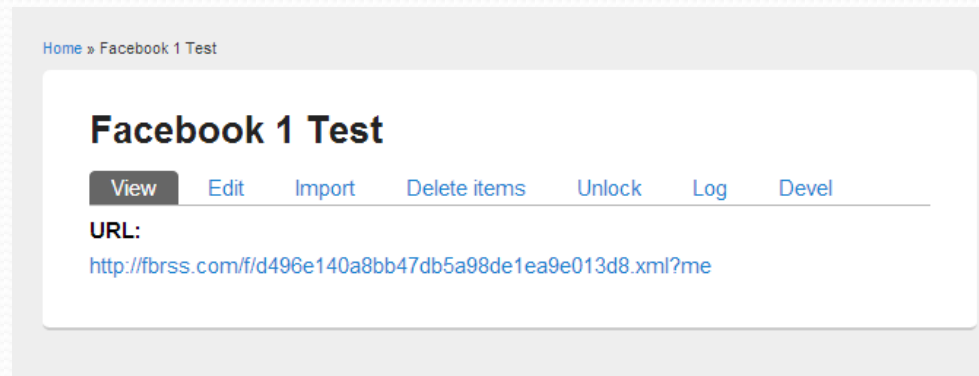 Home » Facebook 1 Test
Facebook 1 Test
View Edit Import Delete items Unlock Log Devel
URL:
http://fbrss.com/f/d496e140a8bb47db5a98de1ea9e013d8.xml?me